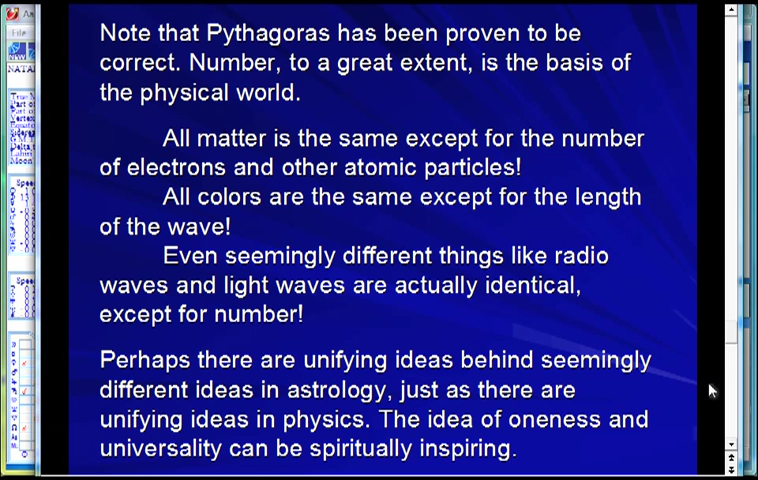 Note that Pythagoras has been proven to be
correct. Number, to a great extent, is the basis of
the physical world.
All matter is the same except for the number
of electrons and other atomic particles!
All colors are the same except for the length
of the wave!
Even seemingly different things like radio
waves and light waves are actually identical,
except for number!
Perhaps there are unifying ideas behind seemingly
different ideas in astrology, just as there are
unifying ideas in physics. The idea of oneness and
universality can be spiritually inspiring.
File
NATA